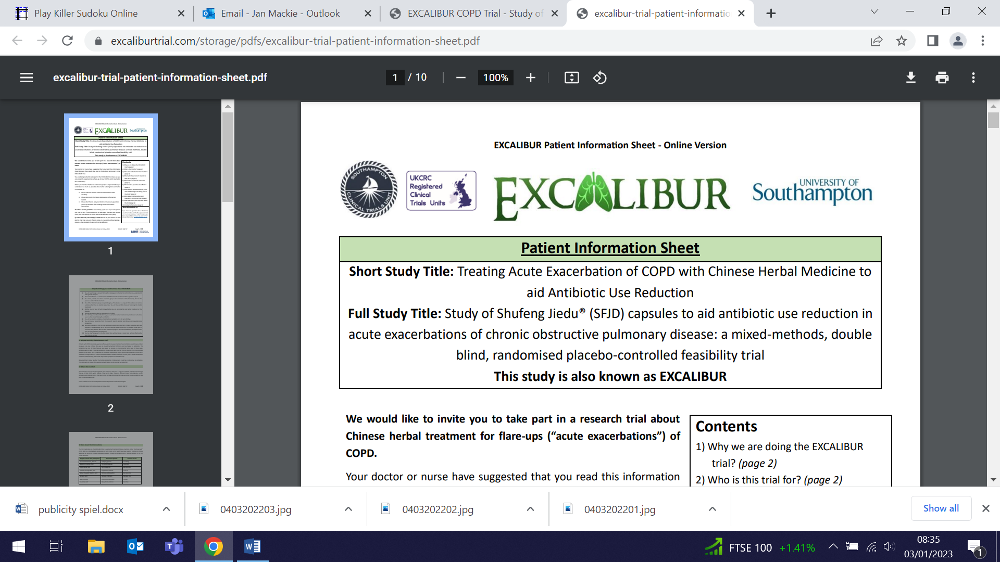 Play Killer Sudoku Online
Email - Jan Mackie - Outlook
EXCALIBUR COPD Trial - Study of
excalibur-trial-patient-informatio
excaliburtrial.com/storage/pdfs/excalibur-trial-patient-information-sheet.pdf
excalibur-trial-patient-information-sheet.pdf
1 / 10
100%
1
2
EXCALIBUR Patient Information Sheet - Online Version
SOUTHAMPTON
CLINICAL TRIALS UNIT
UKCRC
Registered
Clinical
Trials Units
EXCALIBUR
UNIVERSITY OF
Southampton
Patient Information Sheet
Short Study Title: Treating Acute Exacerbation of COPD with Chinese Herbal Medicine to
aid Antibiotic Use Reduction
Full Study Title: Study of Shufeng Jiedu® (SFJD) capsules to aid antibiotic use reduction in
acute exacerbations of chronic obstructive pulmonary disease: a mixed-methods, double
blind, randomised placebo-controlled feasibility trial
This study is also known as EXCALIBUR
We would like to invite you to take part in a research trial about
Chinese herbal treatment for flare-ups (“acute exacerbations”) of
COPD.
Your doctor or nurse have suggested that you read this information
Contents
1) Why we are doing the EXCALIBUR
trial? (page 2)
2) Who is this trial for? (page 2)
publicity spiel.docx
0403202203.jpg
0403202202.jpg
0403202201.jpg
Show all
FTSE 100 +1.41%
08:35
03/01/2023
1